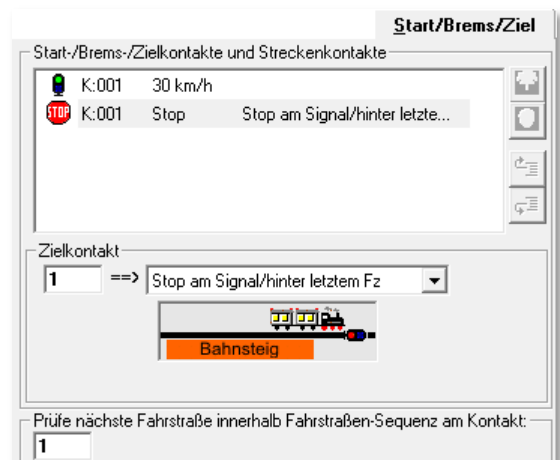 Start/Brems/Ziel
Start-/Brems-/Zielkontakte und Streckenkontakte
K:001 30 km/h
STOP K:001 Stop Stop am Signal/hinter letzte...
Zielkontakt
1 ==> Stop am Signal/hinter letztem Fz
Bahnsteig
Prüfe nächste Fahrstraße innerhalb Fahrstraßen-Sequenz am Kontakt:
1